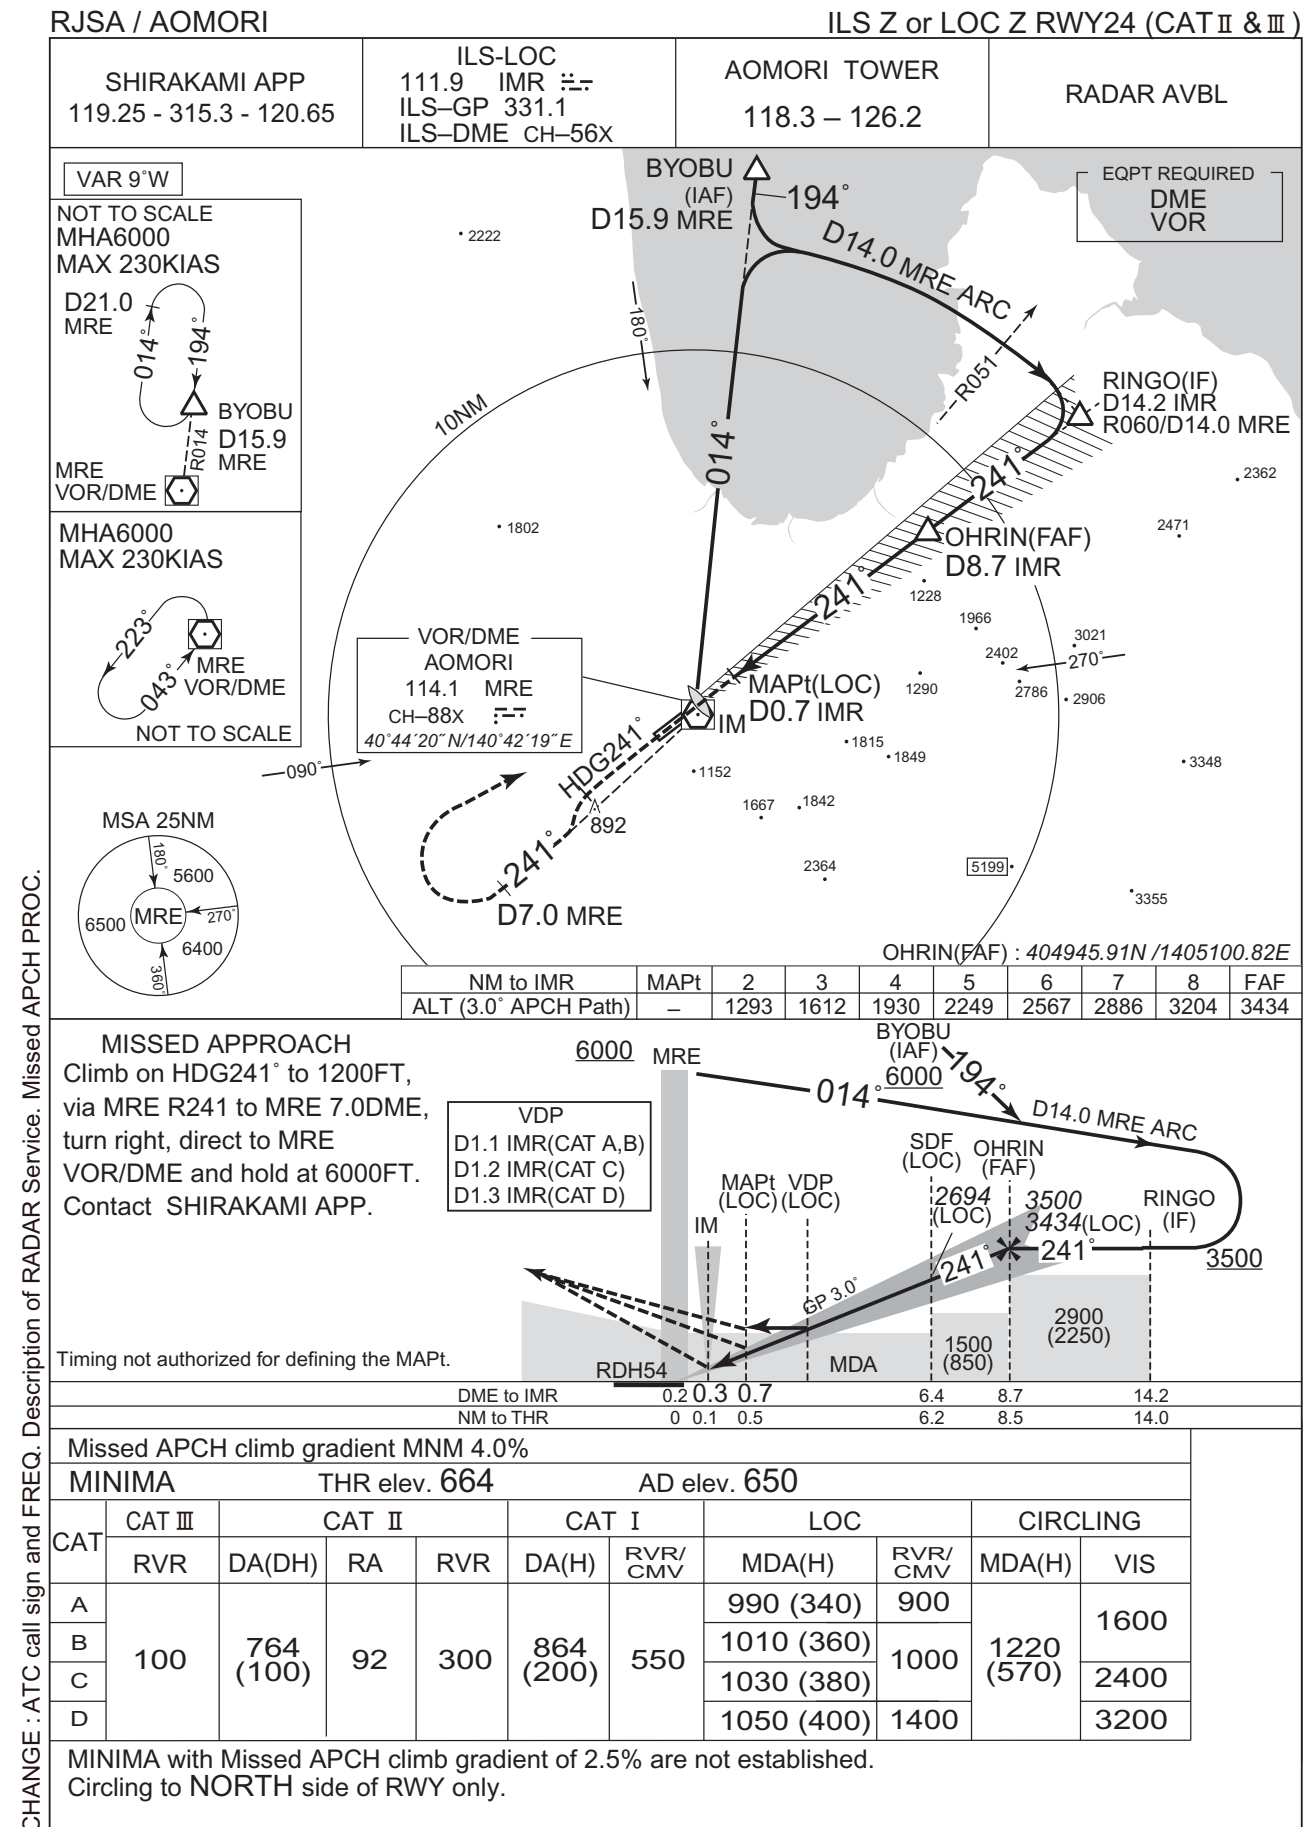 RJSA / AOMORI
ILS Z or LOC Z RWY24 (CAT Ⅱ & Ⅲ)
SHIRAKAMI APP
119.25 - 315.3 - 120.65
ILS-LOC
111.9 IMR
ILS–GP 331.1
ILS–DME CH–56X
AOMORI TOWER
118.3 – 126.2
RADAR AVBL
VAR 9°W
NOT TO SCALE
MHA6000
MAX 230KIAS
D21.0
MRE
014°
194°
BYOBU
D15.9
MRE
R014
MRE
VOR/DME
MHA6000
MAX 230KIAS
223°
043°
MRE
VOR/DME
NOT TO SCALE
BYOBU
(IAF)
D15.9 MRE
194°
D14.0 MRE ARC
EQPT REQUIRED
DME
VOR
2222
180°
R051
RINGO(IF)
D14.2 IMR
R060/D14.0 MRE
10NM
014°
241°
2362
1802
2471
OHRIN(FAF)
D8.7 IMR
241°
1228
1966
3021
2402
270°
1290
2786
2906
VOR/DME
AOMORI
114.1 MRE
CH–88X
40°44′20″N/140°42′19″E
MAPt(LOC)
D0.7 IMR
IM
HDG241°
1815
1849
090°
1152
3348
1667
1842
892
241°
2364
5199
3355
D7.0 MRE
MSA 25NM
180°
5600
MRE
270°
6500
6400
360°
OHRIN(FAF) : 404945.91N /1405100.82E
NM to IMR MAPt 2 3 4 5 6 7 8 FAF
ALT (3.0° APCH Path) – 1293 1612 1930 2249 2567 2886 3204 3434
MISSED APPROACH
Climb on HDG241° to 1200FT,
via MRE R241 to MRE 7.0DME,
turn right, direct to MRE
VOR/DME and hold at 6000FT.
Contact SHIRAKAMI APP.
6000
MRE
BYOBU
(IAF)
6000
194°
014°
D14.0 MRE ARC
VDP
D1.1 IMR(CAT A,B)
D1.2 IMR(CAT C)
D1.3 IMR(CAT D)
SDF
(LOC)
OHRIN
(FAF)
MAPt
(LOC)
VDP
(LOC)
2694
(LOC)
3500
3434(LOC)
RINGO
(IF)
IM
241°
241°
3500
GP 3.0°
2900
(2250)
1500
(850)
MDA
Timing not authorized for defining the MAPt.
RDH54
DME to IMR 0.2 0.3 0.7 6.4 8.7 14.2
NM to THR 0 0.1 0.5 6.2 8.5 14.0
Missed APCH climb gradient MNM 4.0%
MINIMA THR elev. 664 AD elev. 650
CAT CAT Ⅲ CAT Ⅱ CAT Ⅰ LOC CIRCLING
RVR DA(DH) RA RVR DA(H) RVR/CMV MDA(H) RVR/CMV MDA(H) VIS
A
B
C
D
100
764
(100)
92
300
864
(200)
550
990 (340)
1010 (360)
1030 (380)
1050 (400)
900
1000
1400
1220
(570)
1600
2400
3200
MINIMA with Missed APCH climb gradient of 2.5% are not established.
Circling to NORTH side of RWY only.
CHANGE : ATC call sign and FREQ. Description of RADAR Service. Missed APCH PROC.